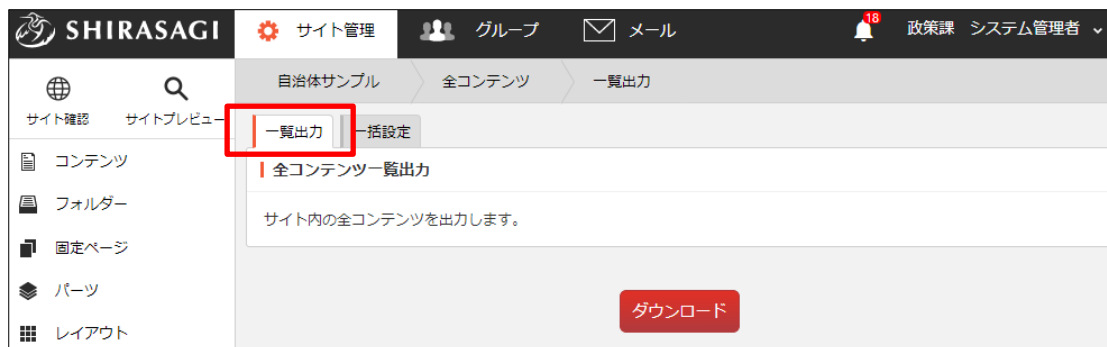 SHIRASAGI サイト管理 グループ メール 18 政策課 システム管理者
自治体サンプル 全コンテンツ 一覧出力
サイト確認 サイトプレビュー
一覧出力 一括設定
コンテンツ
全コンテンツ一覧出力
フォルダー
サイト内の全コンテンツを出力します。
固定ページ
パーツ
ダウンロード
レイアウト